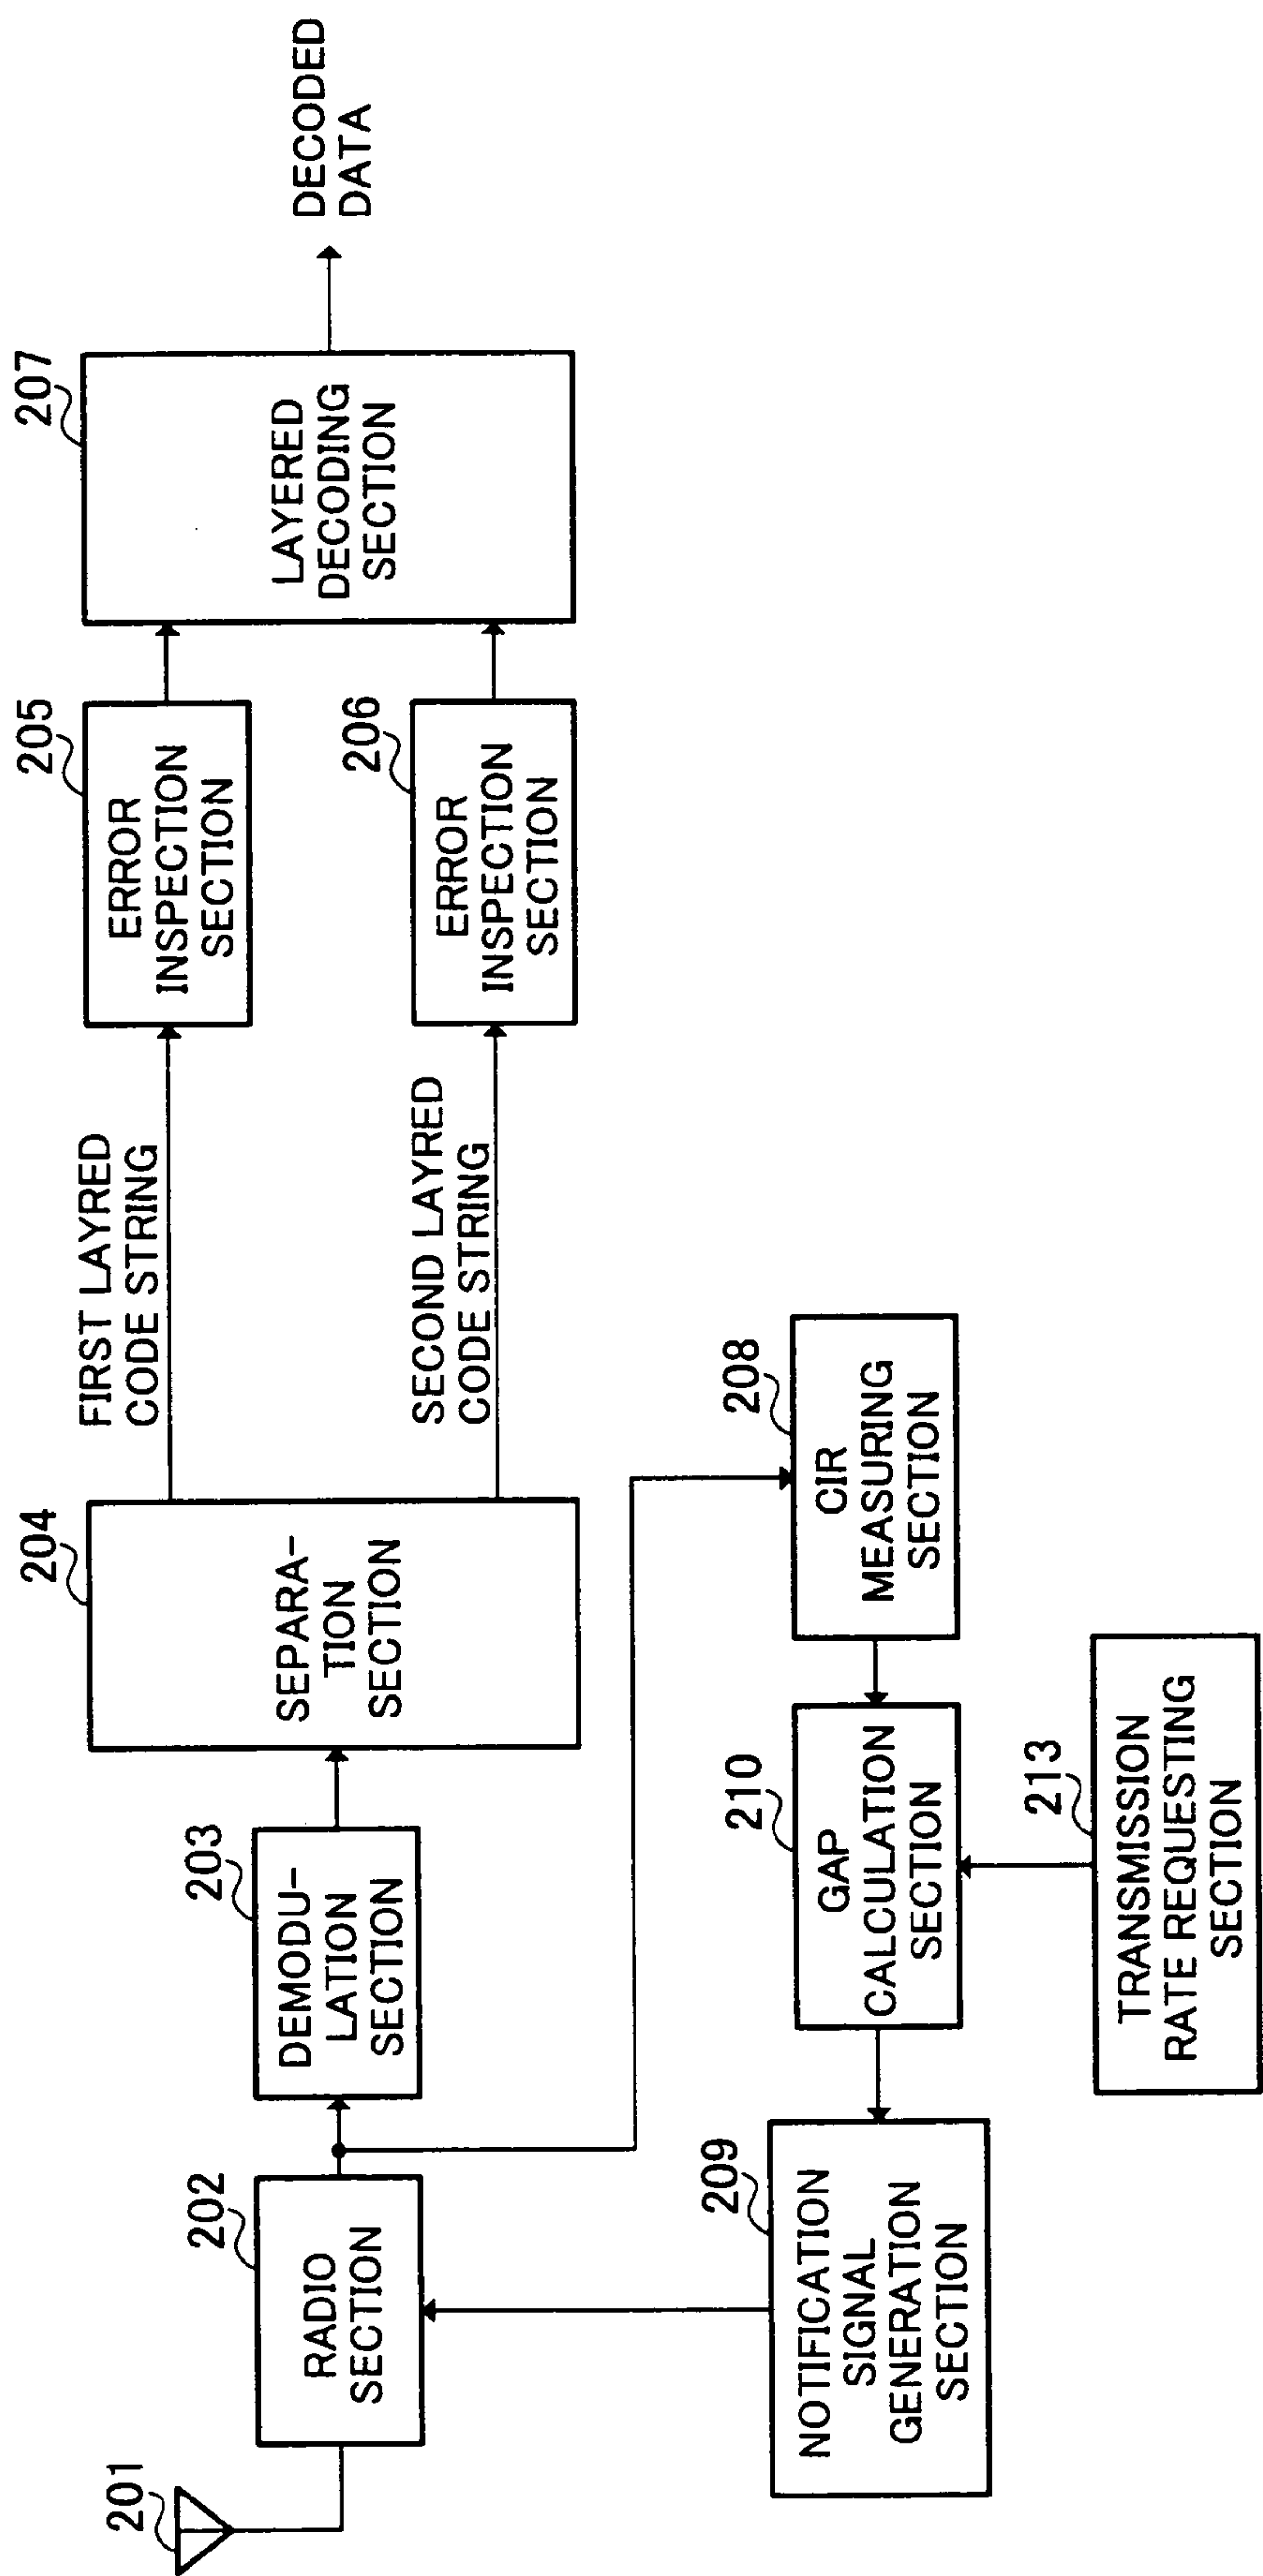 201
202
RADIO
SECTION
203
DEMODU-
LATION
SECTION
204
SEPARA-
TION
SECTION
FIRST LAYRED
CODE STRING
SECOND LAYRED
CODE STRING
205
ERROR
INSPECTION
SECTION
206
ERROR
INSPECTION
SECTION
207
LAYERED
DECODING
SECTION
DECODED
DATA
209
NOTIFICATION
SIGNAL
GENERATION
SECTION
210
GAP
CALCULATION
SECTION
208
CIR
MEASURING
SECTION
213
TRANSMISSION
RATE REQUESTING
SECTION